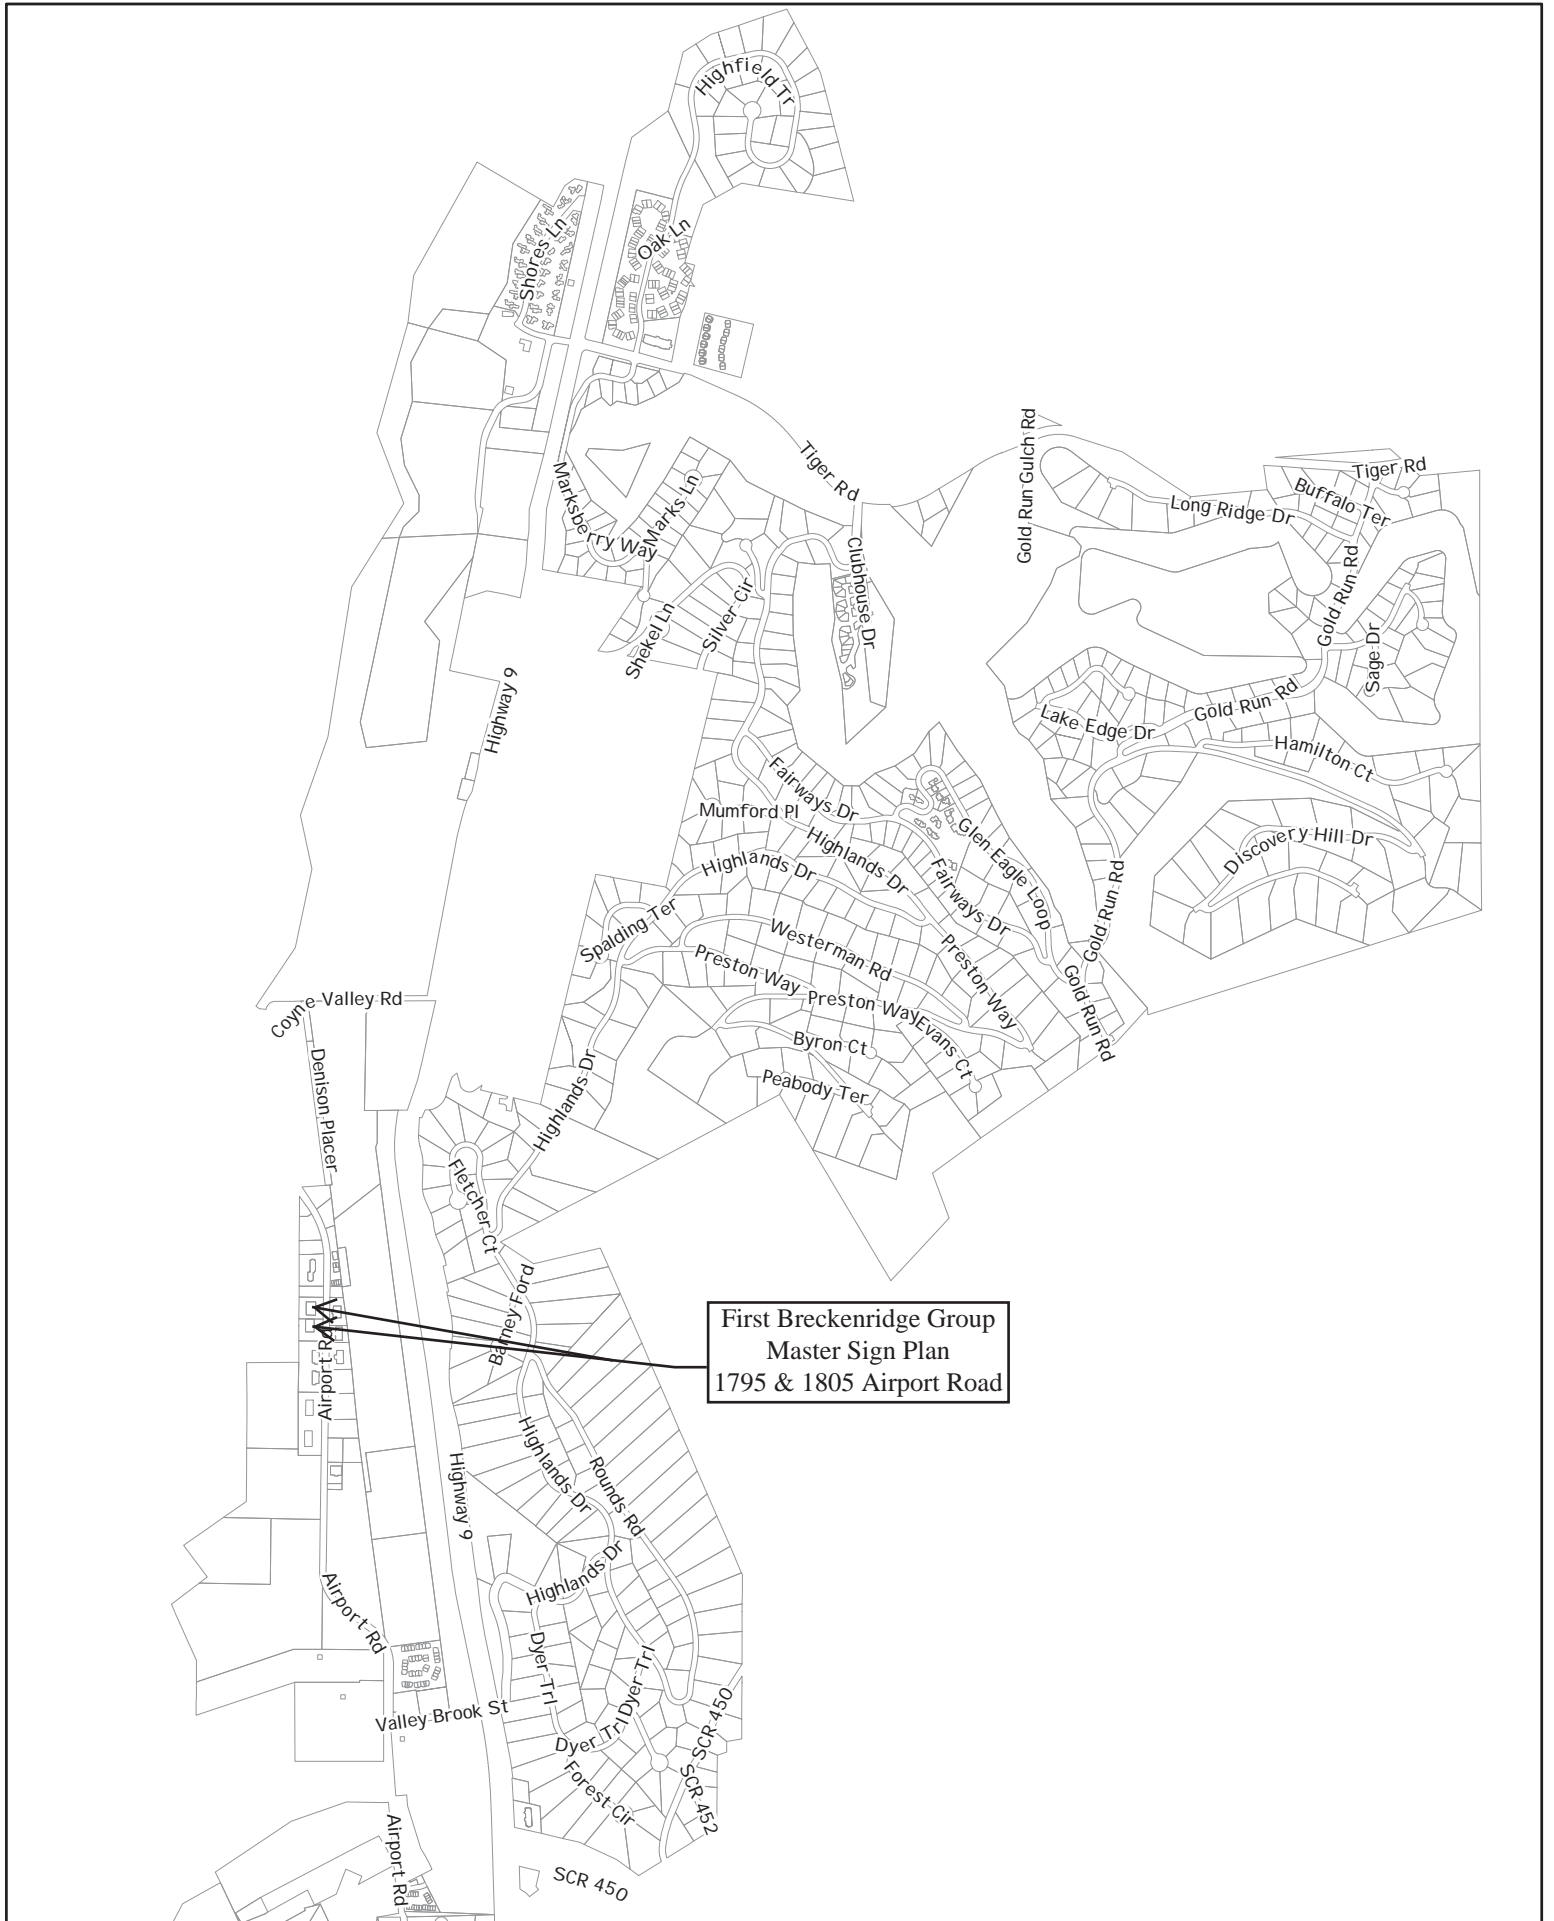 Highfield Tr
Oak Ln
Shores Ln
Tiger Rd
Gold Run Gulch Rd
Tiger Rd
Buffalo Ter
Long Ridge Dr
Marksberry Way
Marks Ln
Clubhouse Dr
Silver Cir
Shekel Ln
Gold Run Rd
Sage Dr
Gold Run Rd
Lake Edge Dr
Hamilton Ct
Highway 9
Fairways Dr
Mumford Pl
Highlands Dr
Glen Eagle Loop
Discovery Hill Dr
Highlands Dr
Fairways Dr
Gold Run Rd
Spalding Ter
Westerman Rd
Preston Way
Preston Way
Preston Way
Gold Run Rd
Evans Ct
Byron Ct
Peabody Ter
Coyne Valley Rd
Denison Placer
Highlands Dr
Fletcher Ct
Barney Ford
First Breckenridge Group
Master Sign Plan
1795 & 1805 Airport Road
Airport Rd
Highlands Dr
Rounds Rd
Highway 9
Highlands Dr
Airport Rd
Dyer Trl
Dyer Trl
Dyer Trl
Valley Brook St
SCR 450
SCR 452
Forest Cir
Airport Rd
SCR 450